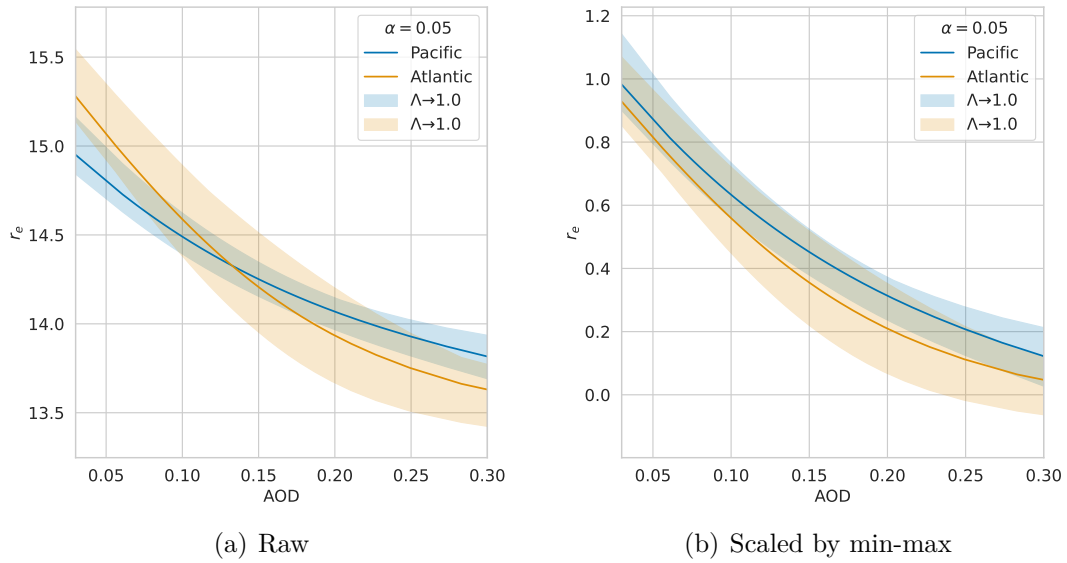 α = 0.05
Pacific
Atlantic
Λ→1.0
Λ→1.0
15.5
15.0
14.5
14.0
13.5
r_e
0.05 0.10 0.15 0.20 0.25 0.30
AOD
(a) Raw
α = 0.05
Pacific
Atlantic
Λ→1.0
Λ→1.0
1.2
1.0
0.8
0.6
0.4
0.2
0.0
r_e
0.05 0.10 0.15 0.20 0.25 0.30
AOD
(b) Scaled by min-max